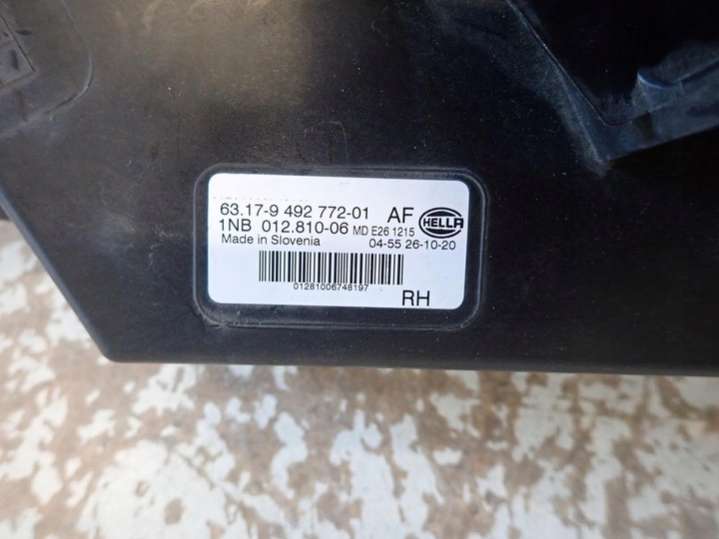 63.17-9 492 772-01 AF HELLA
1NB 012.810-06 MD E26 1215
Made in Slovenia 04-55 26-10-20
01281006748197
RH